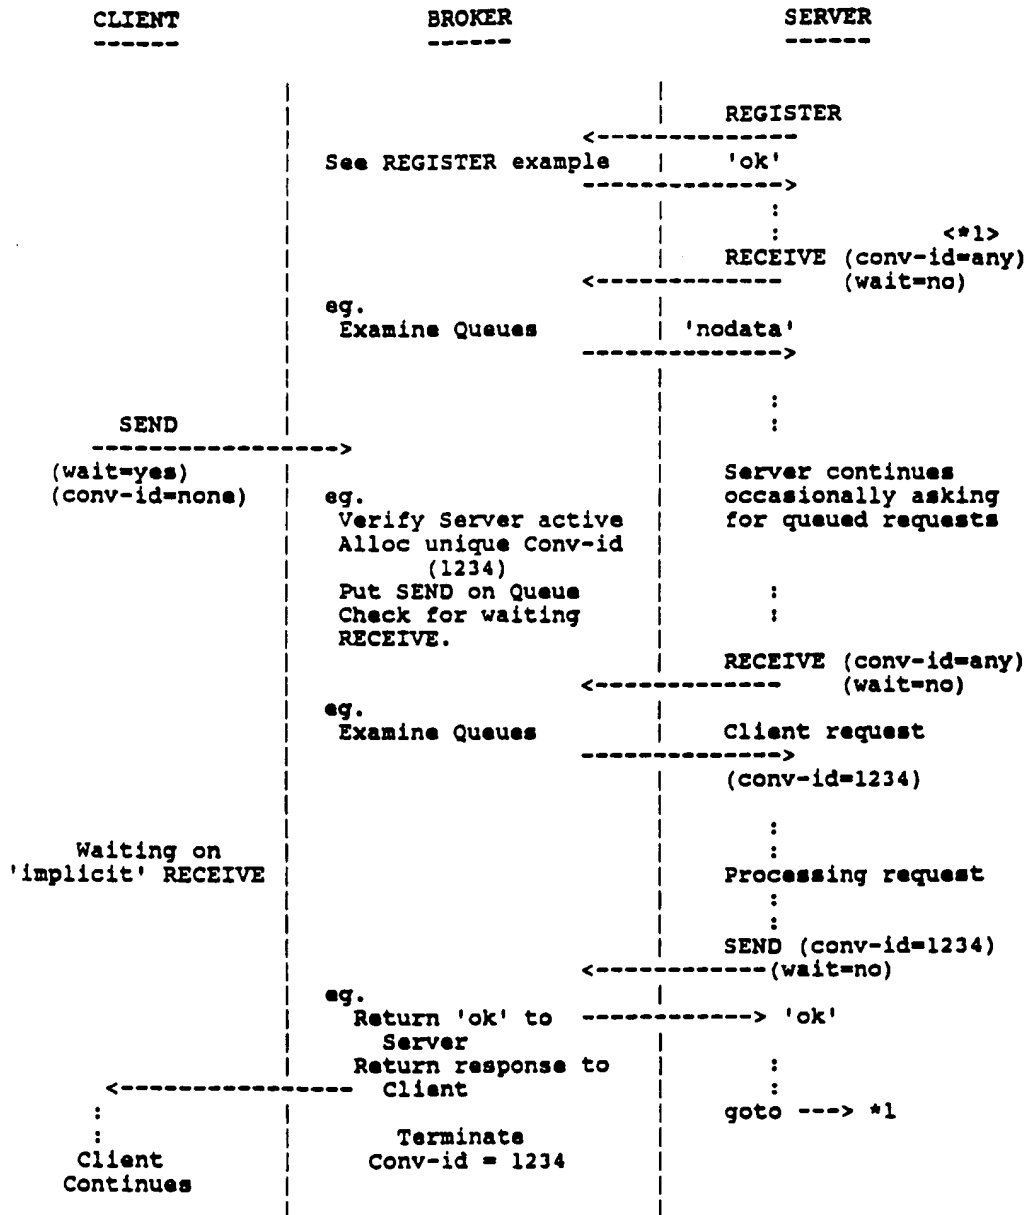 CLIENT BROKER SERVER
------ ------ ------
REGISTER
<--------------
See REGISTER example 'ok'
-------------->
:
: <*1>
RECEIVE (conv-id=any)
<-------------- (wait=no)
eg.
Examine Queues 'nodata'
-------------->
:
SEND :
------------------>
(wait=yes) Server continues
(conv-id=none) eg. occasionally asking
Verify Server active for queued requests
Alloc unique Conv-id
(1234)
Put SEND on Queue :
Check for waiting :
RECEIVE.
RECEIVE (conv-id=any)
<-------------- (wait=no)
eg.
Examine Queues Client request
-------------->
(conv-id=1234)
:
Waiting on :
'implicit' RECEIVE Processing request
:
:
SEND (conv-id=1234)
<-------------(wait=no)
eg.
Return 'ok' to ------------> 'ok'
Server
Return response to :
<----------------- Client :
: goto ---> *1
: Terminate
Client Conv-id = 1234
Continues